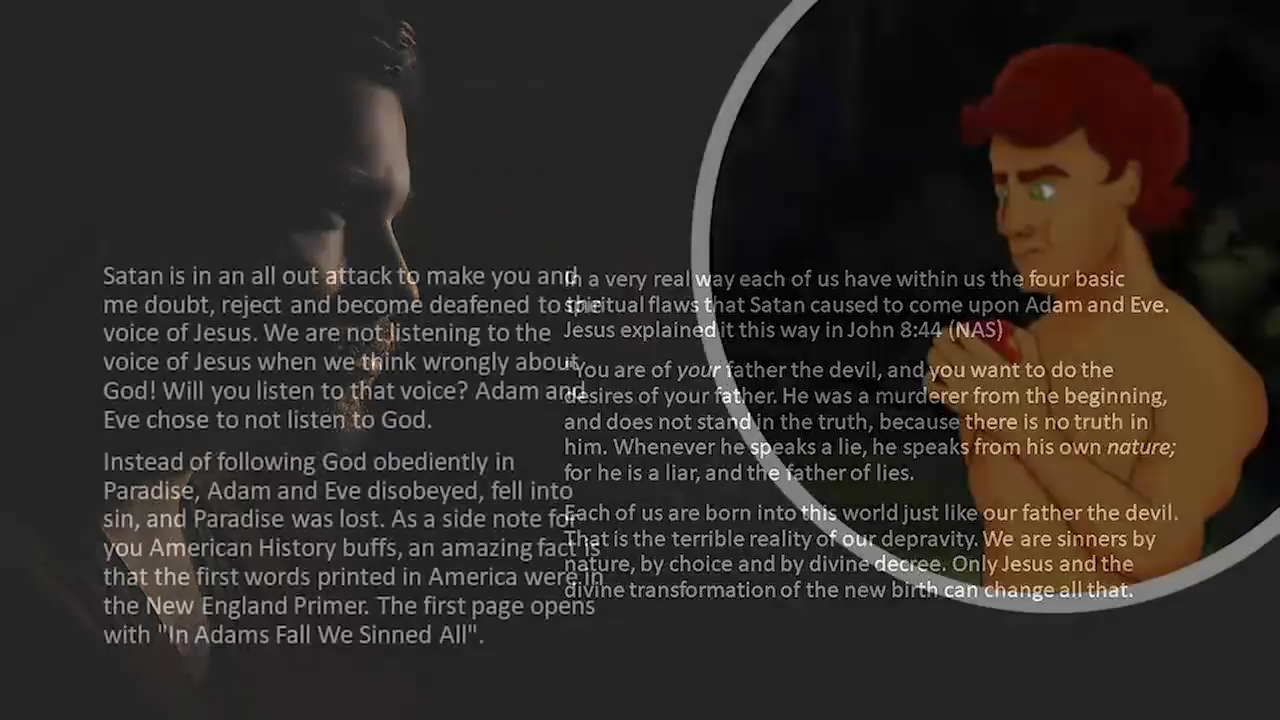 Satan is in an all out attack to make you and
me doubt, reject and become deafened to the
voice of Jesus. We are not listening to the
voice of Jesus when we think wrongly about
God! Will you listen to that voice? Adam and
Eve chose to not listen to God.
Instead of following God obediently in
Paradise, Adam and Eve disobeyed, fell into
sin, and Paradise was lost. As a side note for
you American History buffs, an amazing fact is
that the first words printed in America were in
the New England Primer. The first page opens
with "In Adams Fall We Sinned All".
In a very real way each of us have within us the four basic
spiritual flaws that Satan caused to come upon Adam and Eve.
Jesus explained it this way in John 8:44 (NAS)
"You are of your father the devil, and you want to do the
desires of your father. He was a murderer from the beginning,
and does not stand in the truth, because there is no truth in
him. Whenever he speaks a lie, he speaks from his own nature;
for he is a liar, and the father of lies.
Each of us are born into this world just like our father the devil.
That is the terrible reality of our depravity. We are sinners by
nature, by choice and by divine decree. Only Jesus and the
divine transformation of the new birth can change all that.